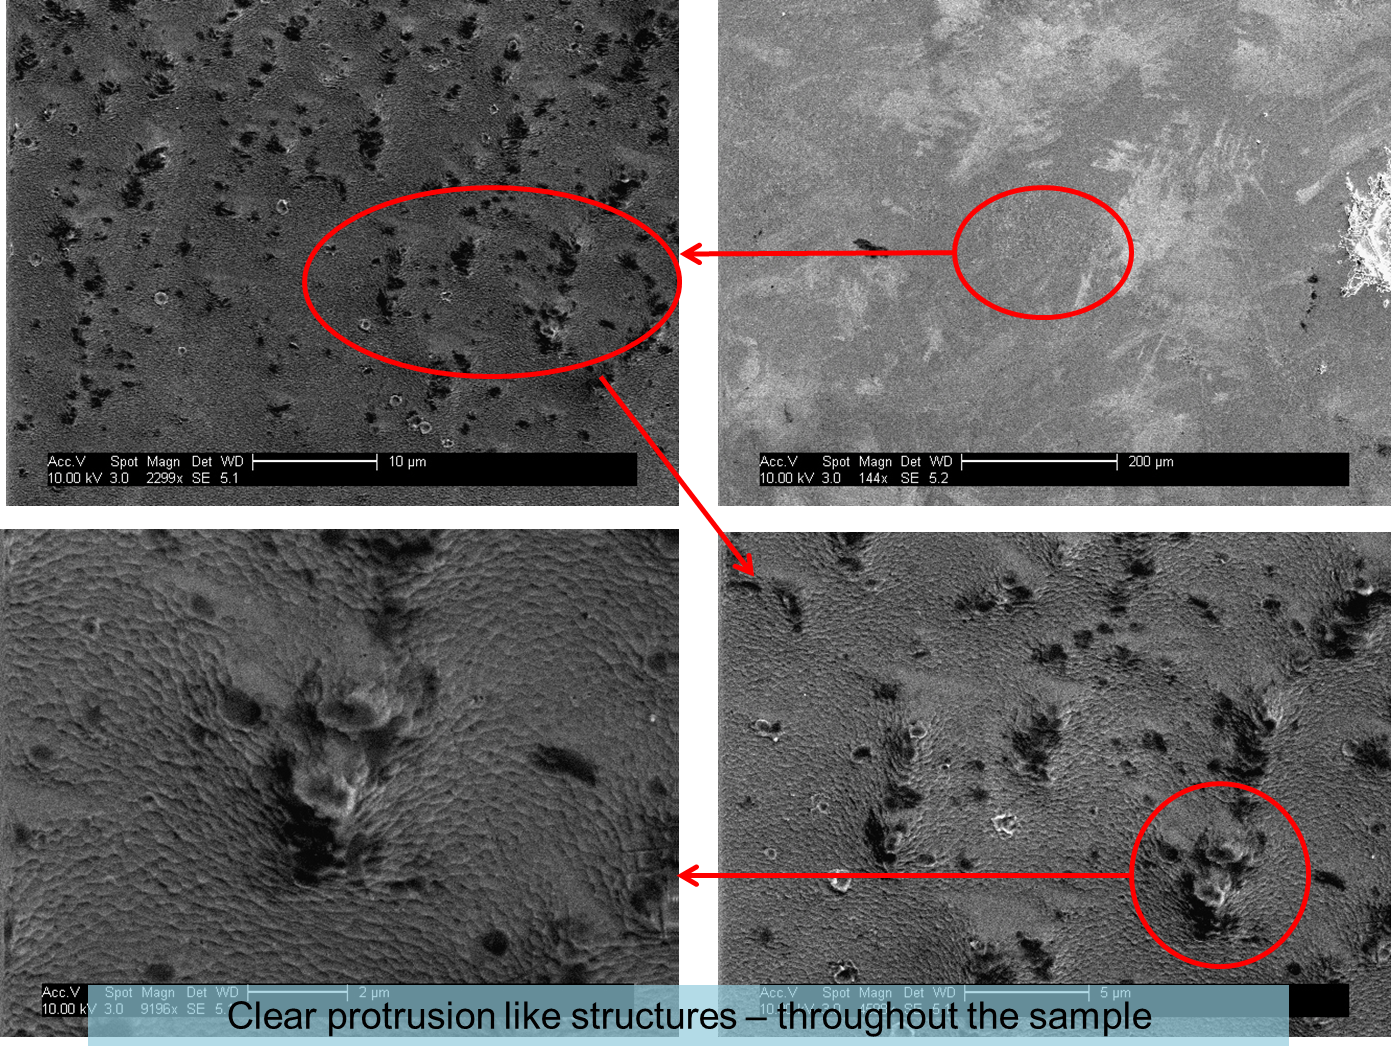 Acc.V Spot Magn Det WD 10 µm
10.00 kV 3.0 2299x SE 5.1
Acc.V Spot Magn Det WD 200 µm
10.00 kV 3.0 144x SE 5.2
Acc.V Spot Magn Det WD 2 µm
10.00 kV 3.0 9196x SE
Acc.V Spot Magn Det WD 5 µm
Clear protrusion like structures – throughout the sample